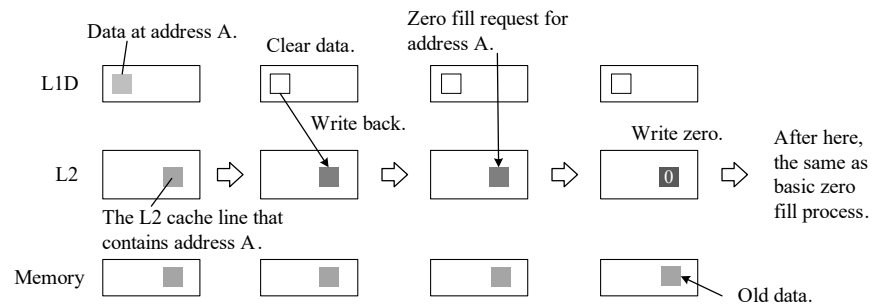 Data at address A.
Clear data.
Zero fill request for
address A.
L1D
Write back.
Write zero.
L2
0
After here,
the same as
basic zero
fill process.
The L2 cache line that
contains address A.
Memory
Old data.